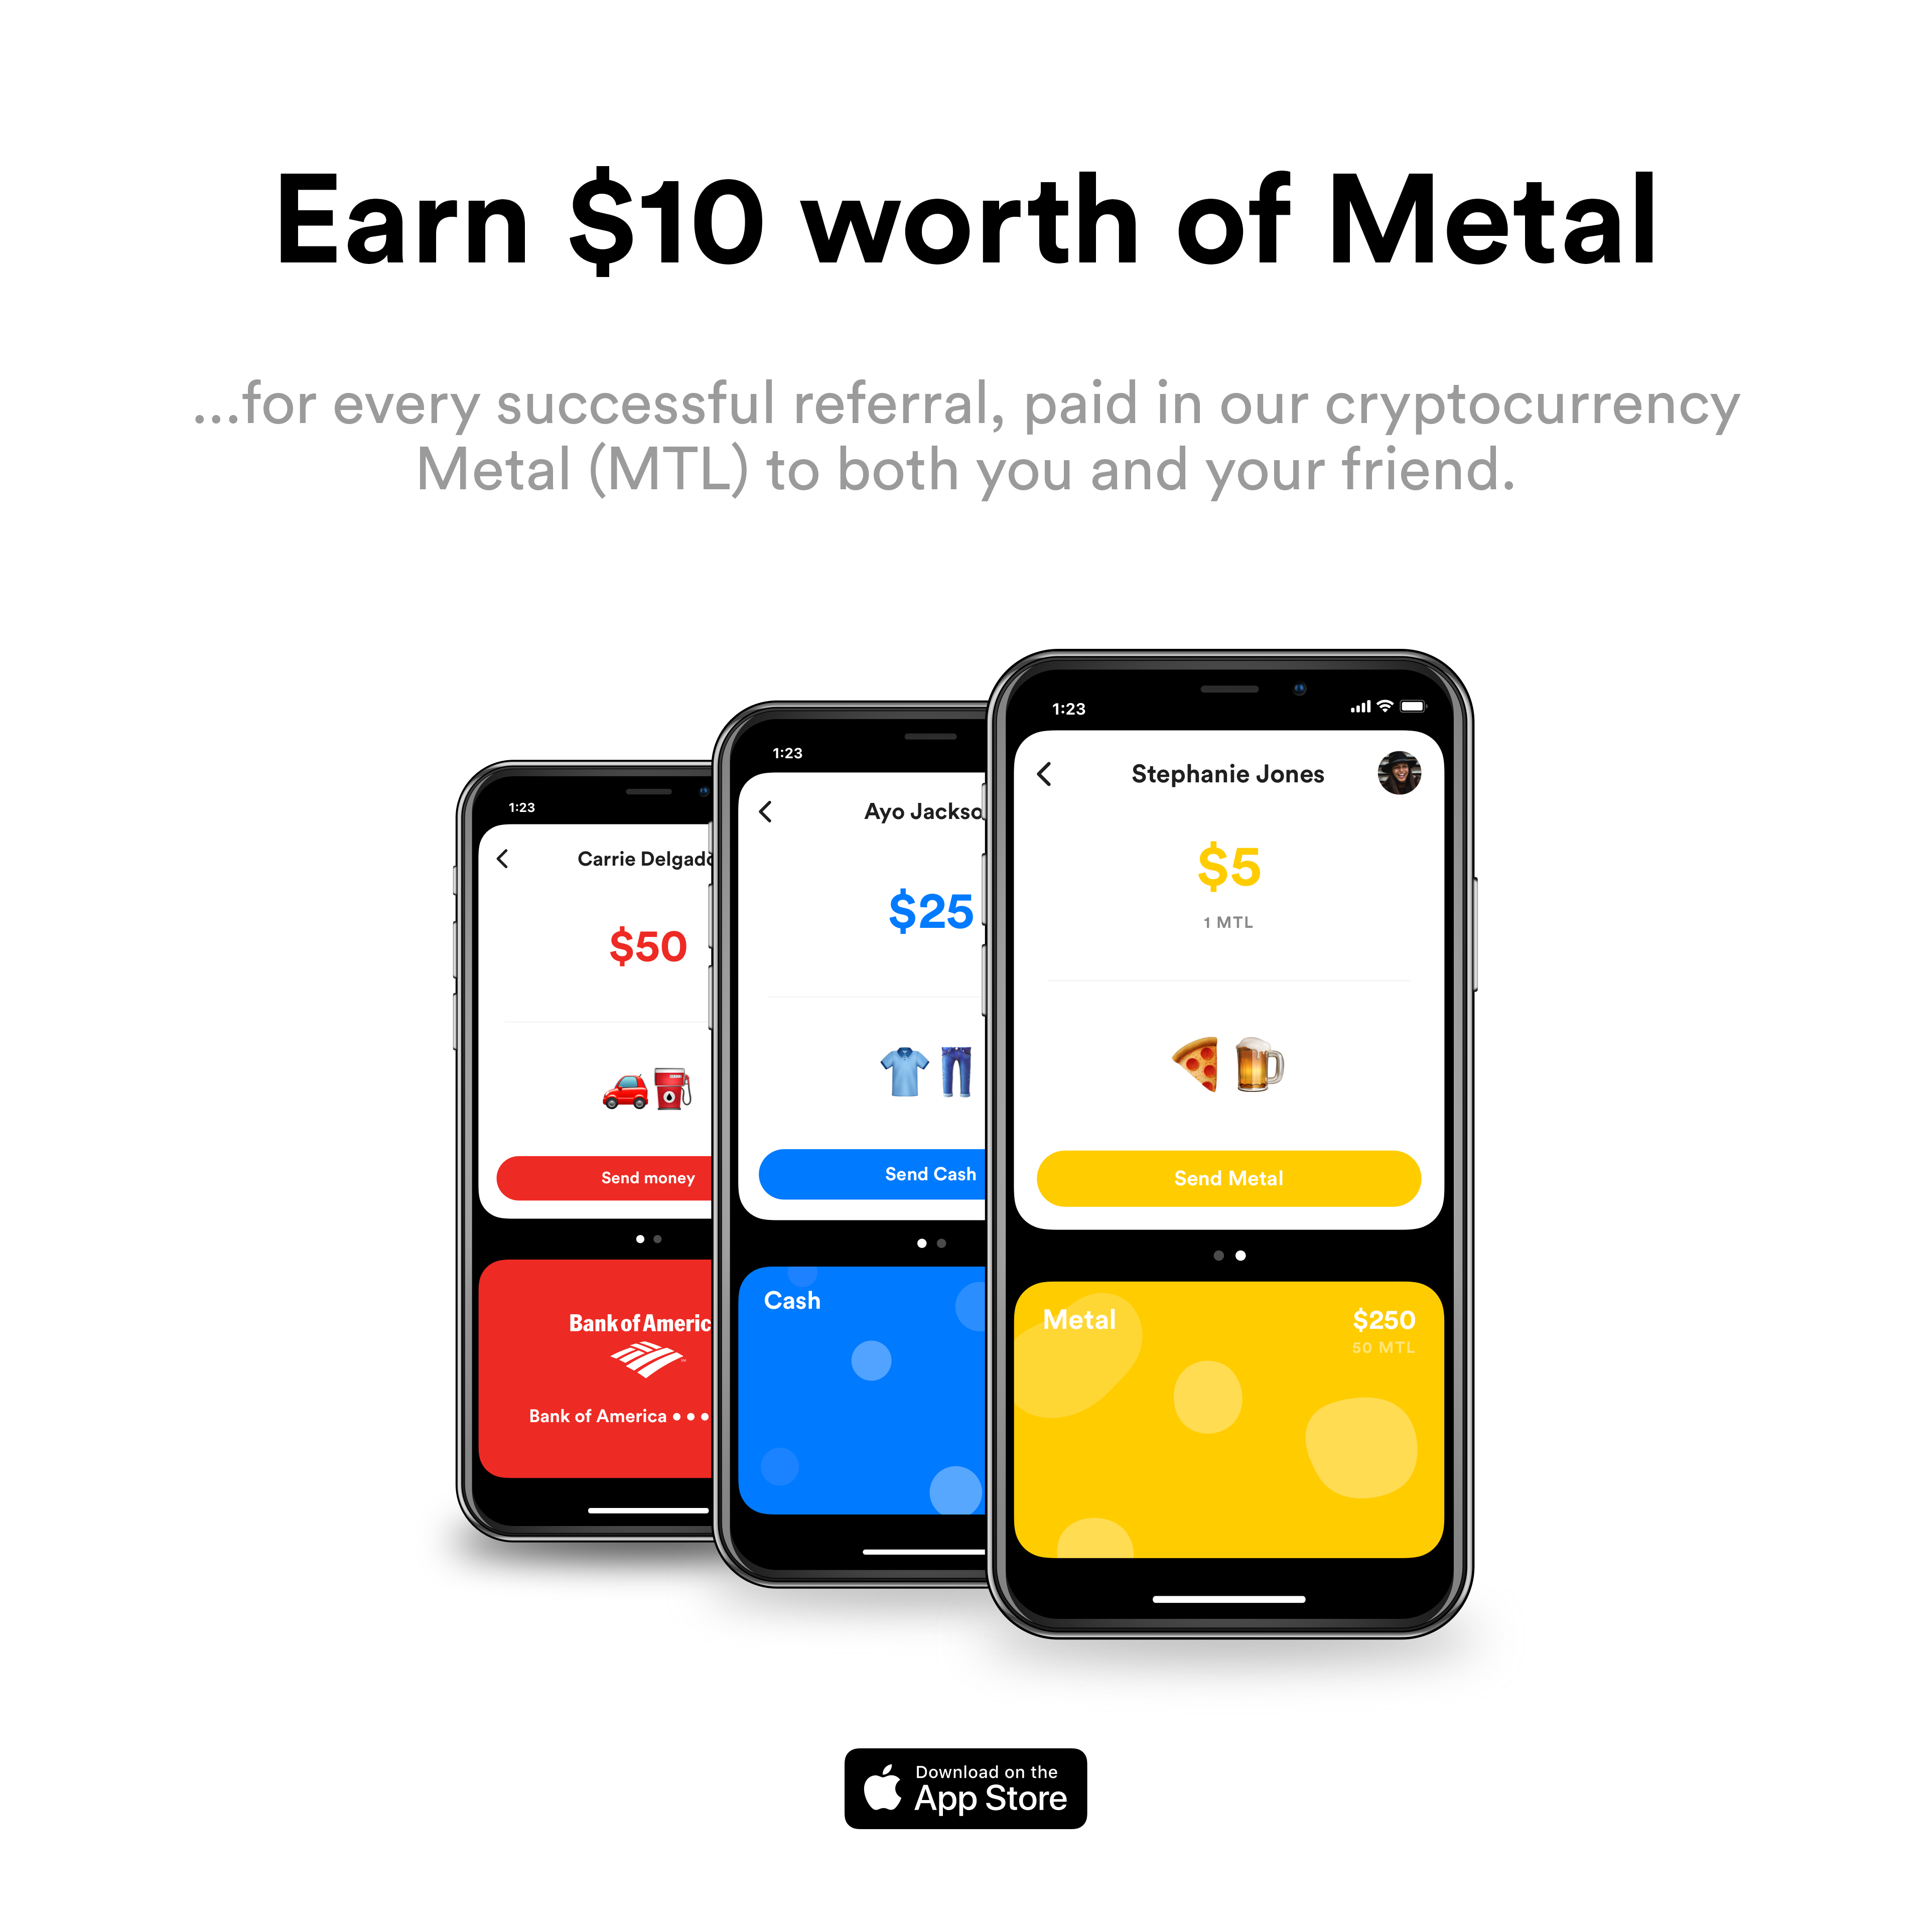 Earn $10 worth of Metal
...for every successful referral, paid in our cryptocurrency
Metal (MTL) to both you and your friend.
1:23
Carrie Delgado
$50
Send money
Bank of Americ
Bank of America
1:23
Ayo Jackso
$25
Send Cash
Cash
1:23
Stephanie Jones
$5
1 MTL
Send Metal
Metal
$250
50 MTL
Download on the
App Store